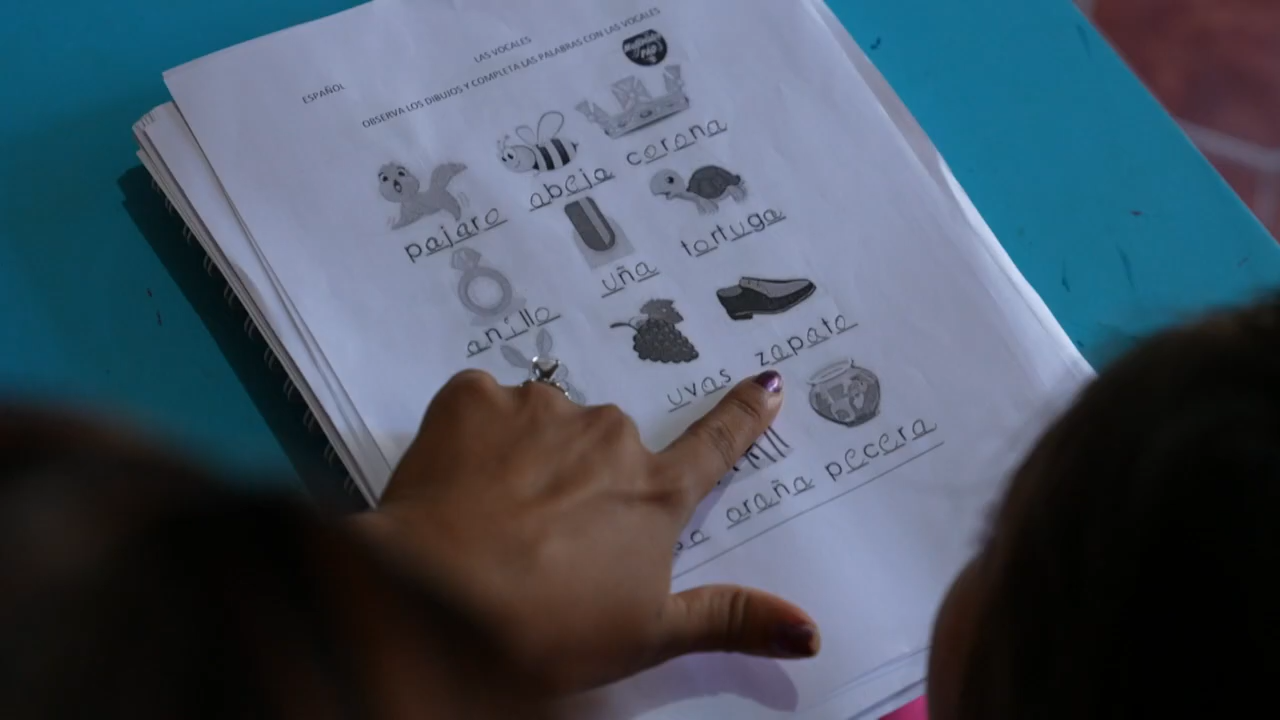 LAS VOCALES
ESPAÑOL
OBSERVA LOS DIBUJOS Y COMPLETA LAS PALABRAS CON LAS VOCALES
pajaro abeja corona
anillo uña tortuga
uvas zapato
araña pecera